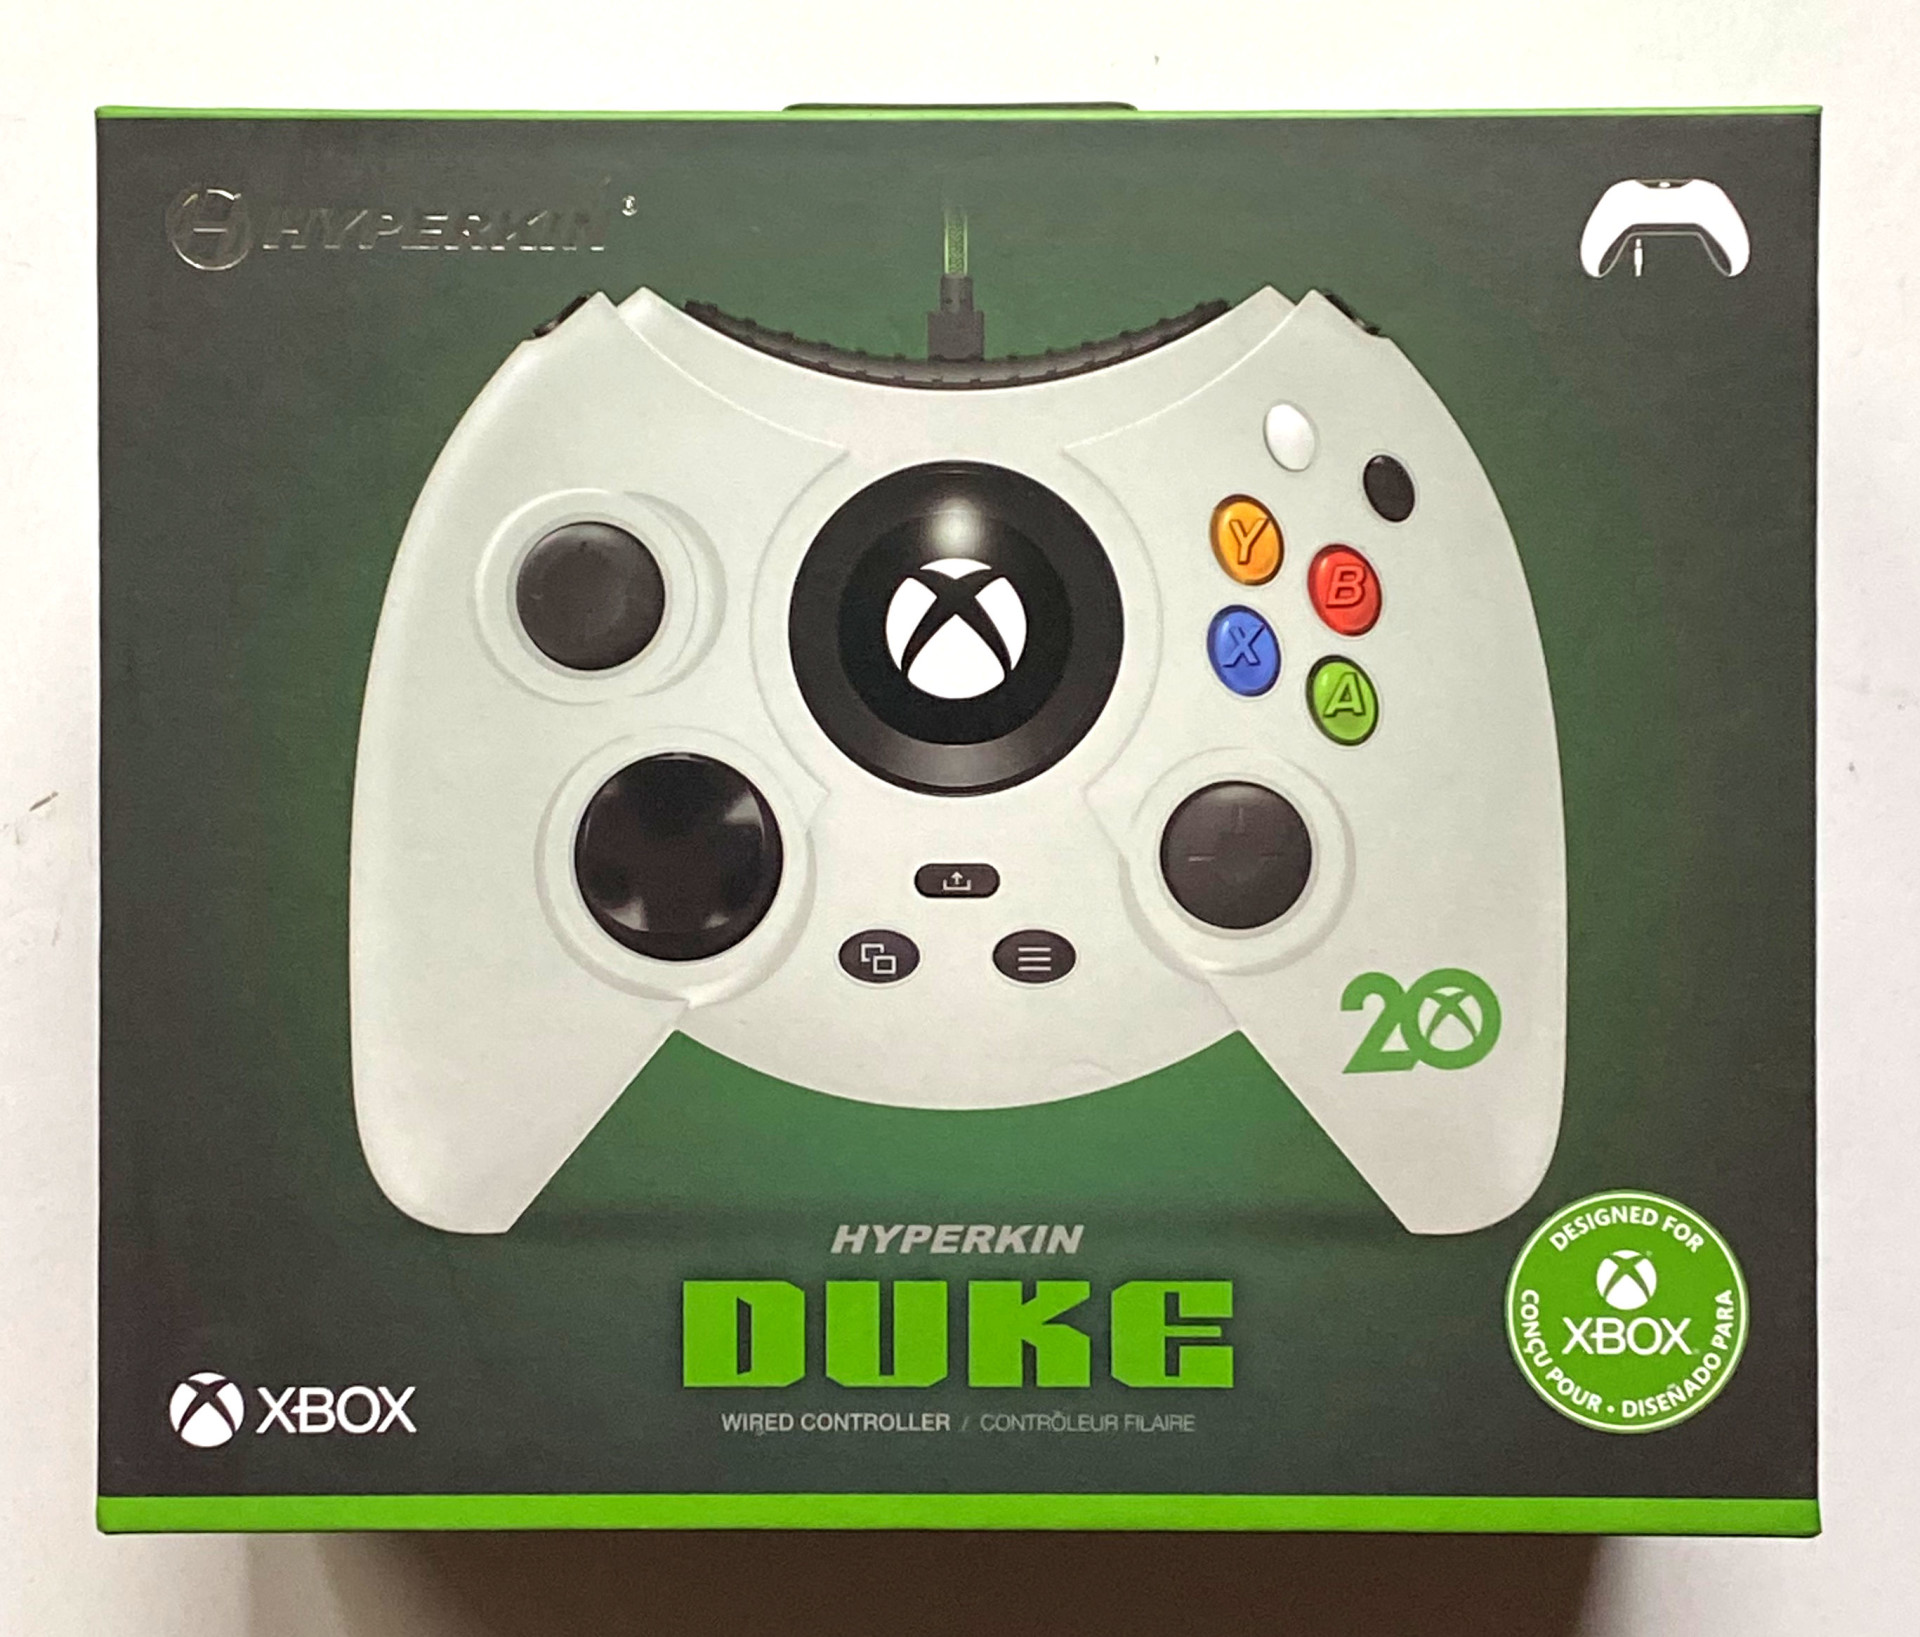 HYPERKIN®
Y
B
X
A
20
HYPERKIN
DUKE
WIRED CONTROLLER / CONTRÔLEUR FILAIRE
XBOX
DESIGNED FOR
XBOX
CONÇU POUR • DISEÑADO PARA